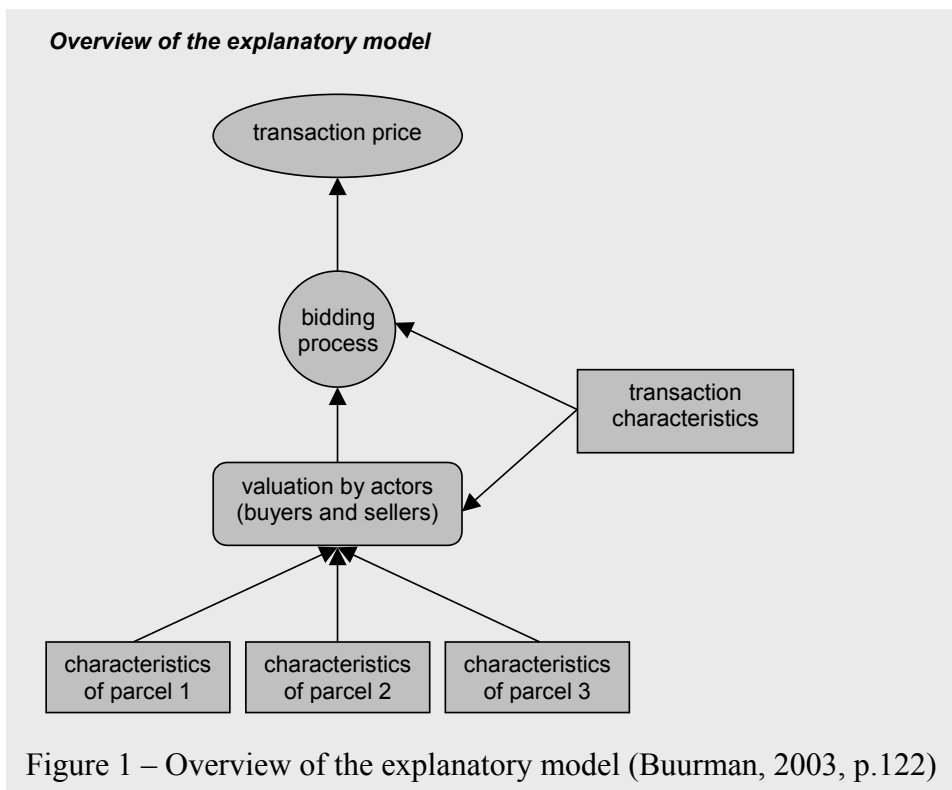 Overview of the explanatory model
transaction price
bidding
process
transaction
characteristics
valuation by actors
(buyers and sellers)
characteristics
of parcel 1
characteristics
of parcel 2
characteristics
of parcel 3
Figure 1 – Overview of the explanatory model (Buurman, 2003, p.122)